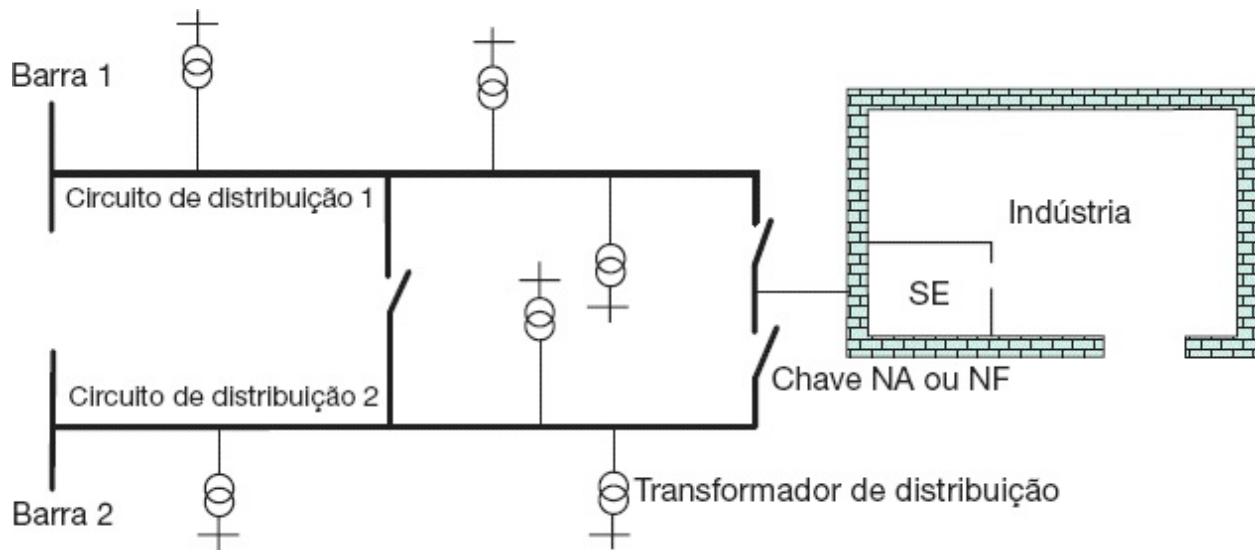 Barra 1
Circuito de distribuição 1
Indústria
SE
Chave NA ou NF
Circuito de distribuição 2
Transformador de distribuição
Barra 2